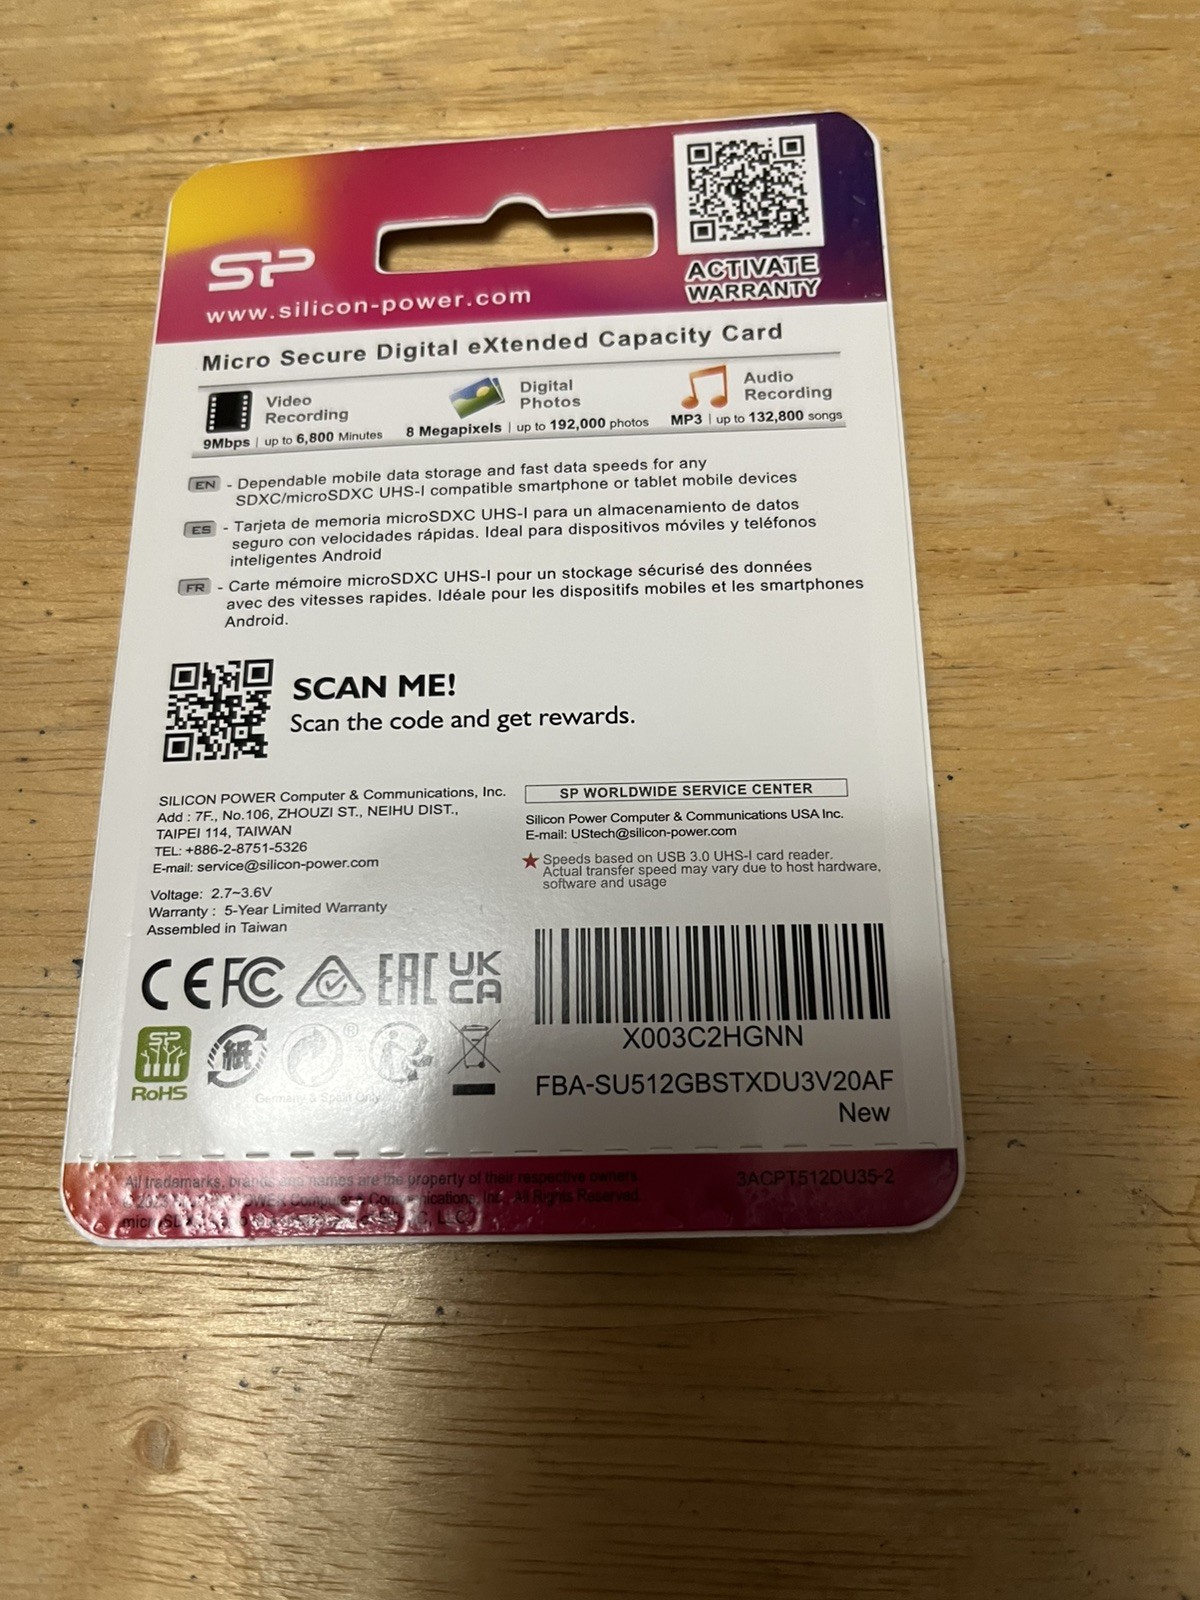 SP
www.silicon-power.com
ACTIVATE
WARRANTY
Micro Secure Digital eXtended Capacity Card
Video
Recording
9Mbps | up to 6,800 Minutes
Digital
Photos
8 Megapixels | up to 192,000 photos
Audio
Recording
MP3 | up to 132,800 songs
EN - Dependable mobile data storage and fast data speeds for any
SDXC/microSDXC UHS-I compatible smartphone or tablet mobile devices
ES - Tarjeta de memoria microSDXC UHS-I para un almacenamiento de datos
seguro con velocidades rápidas. Ideal para dispositivos móviles y teléfonos
inteligentes Android
FR - Carte mémoire microSDXC UHS-I pour un stockage sécurisé des données
avec des vitesses rapides. Idéale pour les dispositifs mobiles et les smartphones
Android.
SCAN ME!
Scan the code and get rewards.
SILICON POWER Computer & Communications, Inc.
Add : 7F., No.106, ZHOUZI ST., NEIHU DIST.,
TAIPEI 114, TAIWAN
TEL: +886-2-8751-5326
E-mail: service@silicon-power.com
Voltage: 2.7~3.6V
Warranty : 5-Year Limited Warranty
Assembled in Taiwan
SP WORLDWIDE SERVICE CENTER
Silicon Power Computer & Communications USA Inc.
E-mail: UStech@silicon-power.com
★ Speeds based on USB 3.0 UHS-I card reader.
Actual transfer speed may vary due to host hardware,
software and usage
CE FC EAC UK
CA
SP
RoHS
紙
®
Germany & Spain Only
X003C2HGNN
FBA-SU512GBSTXDU3V20AF
New
All trademarks, brands and names are the property of their respective owners.
Computer & Communications, Inc. All Rights Reserved
3ACPT512DU35-2